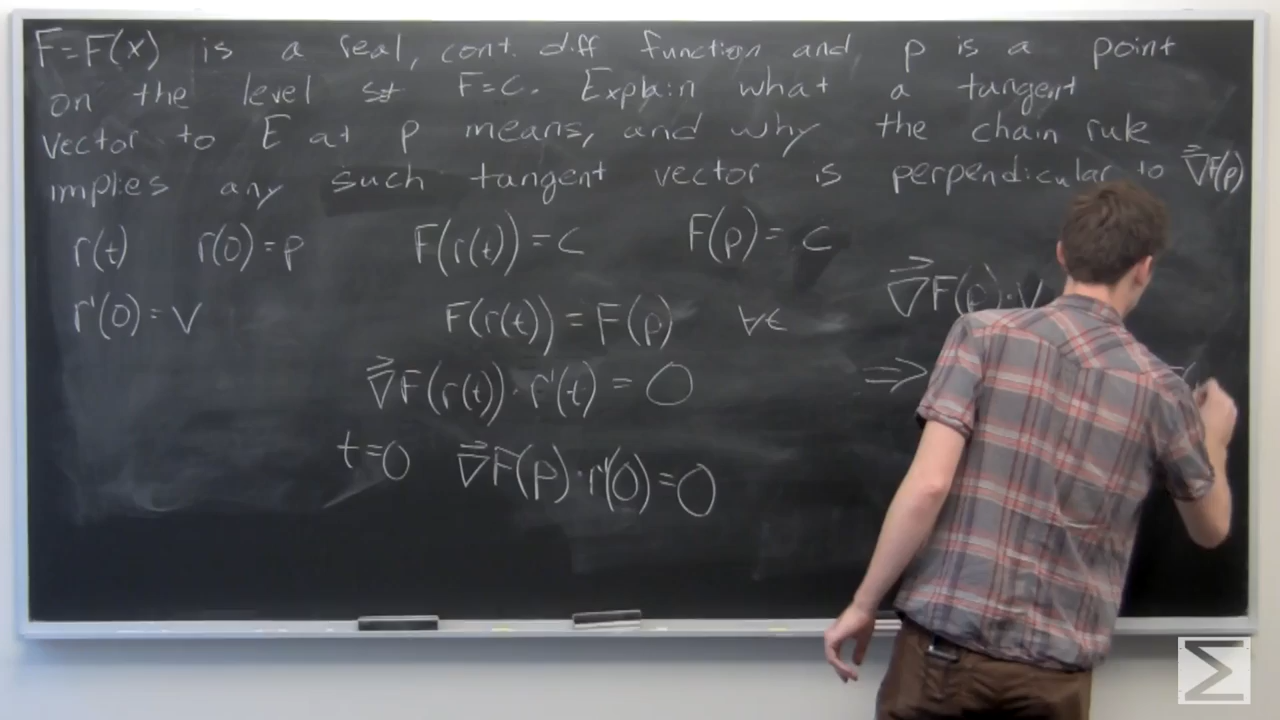 F=F(x) is a real, cont. diff function and p is a point
on the level set F=C. Explain what a tangent
vector to E at p means, and why the chain rule
implies any such tangent vector is perpendicular to ∇⃗F(p)
r(t) r(0)=p F(r(t))=C F(p)=C
r'(0)=v F(r(t))=F(p) ∀t ∇⃗F(p)·v
∇⃗F(r(t))·r'(t)=0 ⇒
t=0 ∇⃗F(p)·r'(0)=0
Σ